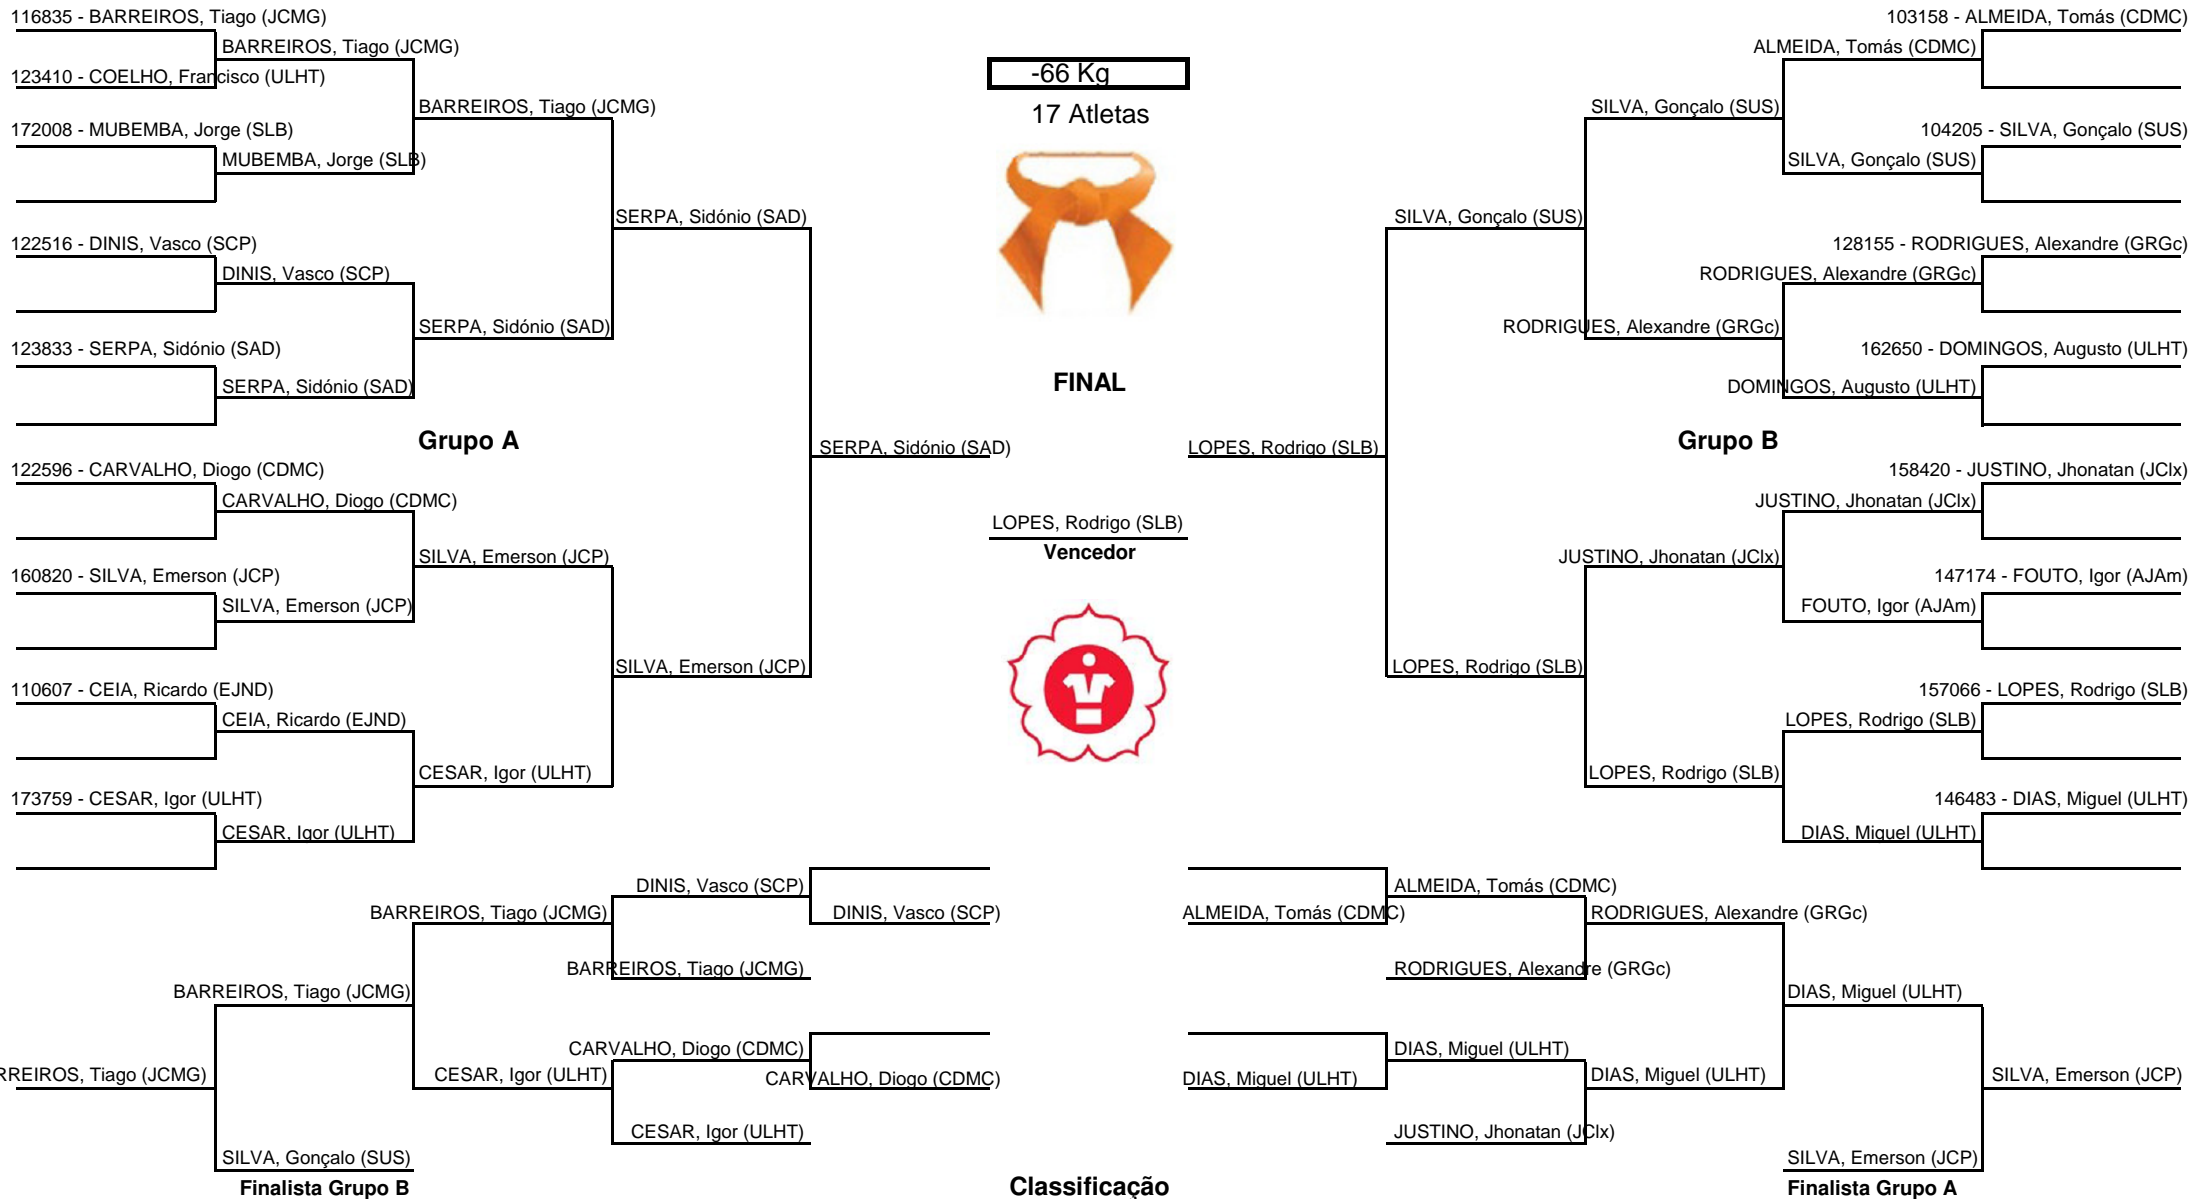 116835 - BARREIROS, Tiago (JCMG)
BARREIROS, Tiago (JCMG)
123410 - COELHO, Francisco (ULHT)
BARREIROS, Tiago (JCMG)
172008 - MUBEMBA, Jorge (SLB)
MUBEMBA, Jorge (SLB)
SERPA, Sidónio (SAD)
122516 - DINIS, Vasco (SCP)
DINIS, Vasco (SCP)
SERPA, Sidónio (SAD)
123833 - SERPA, Sidónio (SAD)
SERPA, Sidónio (SAD)
Grupo A
SERPA, Sidónio (SAD)
122596 - CARVALHO, Diogo (CDMC)
CARVALHO, Diogo (CDMC)
SILVA, Emerson (JCP)
160820 - SILVA, Emerson (JCP)
SILVA, Emerson (JCP)
SILVA, Emerson (JCP)
110607 - CEIA, Ricardo (EJND)
CEIA, Ricardo (EJND)
CESAR, Igor (ULHT)
173759 - CESAR, Igor (ULHT)
CESAR, Igor (ULHT)
-66 Kg
17 Atletas
FINAL
LOPES, Rodrigo (SLB)
Vencedor
103158 - ALMEIDA, Tomás (CDMC)
ALMEIDA, Tomás (CDMC)
SILVA, Gonçalo (SUS)
104205 - SILVA, Gonçalo (SUS)
SILVA, Gonçalo (SUS)
SILVA, Gonçalo (SUS)
128155 - RODRIGUES, Alexandre (GRGc)
RODRIGUES, Alexandre (GRGc)
RODRIGUES, Alexandre (GRGc)
162650 - DOMINGOS, Augusto (ULHT)
DOMINGOS, Augusto (ULHT)
Grupo B
LOPES, Rodrigo (SLB)
158420 - JUSTINO, Jhonatan (JClx)
JUSTINO, Jhonatan (JClx)
JUSTINO, Jhonatan (JClx)
147174 - FOUTO, Igor (AJAm)
FOUTO, Igor (AJAm)
LOPES, Rodrigo (SLB)
157066 - LOPES, Rodrigo (SLB)
LOPES, Rodrigo (SLB)
LOPES, Rodrigo (SLB)
146483 - DIAS, Miguel (ULHT)
DIAS, Miguel (ULHT)
DINIS, Vasco (SCP)
BARREIROS, Tiago (JCMG)
DINIS, Vasco (SCP)
BARREIROS, Tiago (JCMG)
BARREIROS, Tiago (JCMG)
CARVALHO, Diogo (CDMC)
RREIROS, Tiago (JCMG)
CESAR, Igor (ULHT)
CARVALHO, Diogo (CDMC)
CESAR, Igor (ULHT)
SILVA, Gonçalo (SUS)
Finalista Grupo B
ALMEIDA, Tomás (CDMC)
ALMEIDA, Tomás (CDMC)
RODRIGUES, Alexandre (GRGc)
RODRIGUES, Alexandre (GRGc)
DIAS, Miguel (ULHT)
DIAS, Miguel (ULHT)
DIAS, Miguel (ULHT)
DIAS, Miguel (ULHT)
SILVA, Emerson (JCP)
JUSTINO, Jhonatan (JClx)
SILVA, Emerson (JCP)
Classificação
Finalista Grupo A